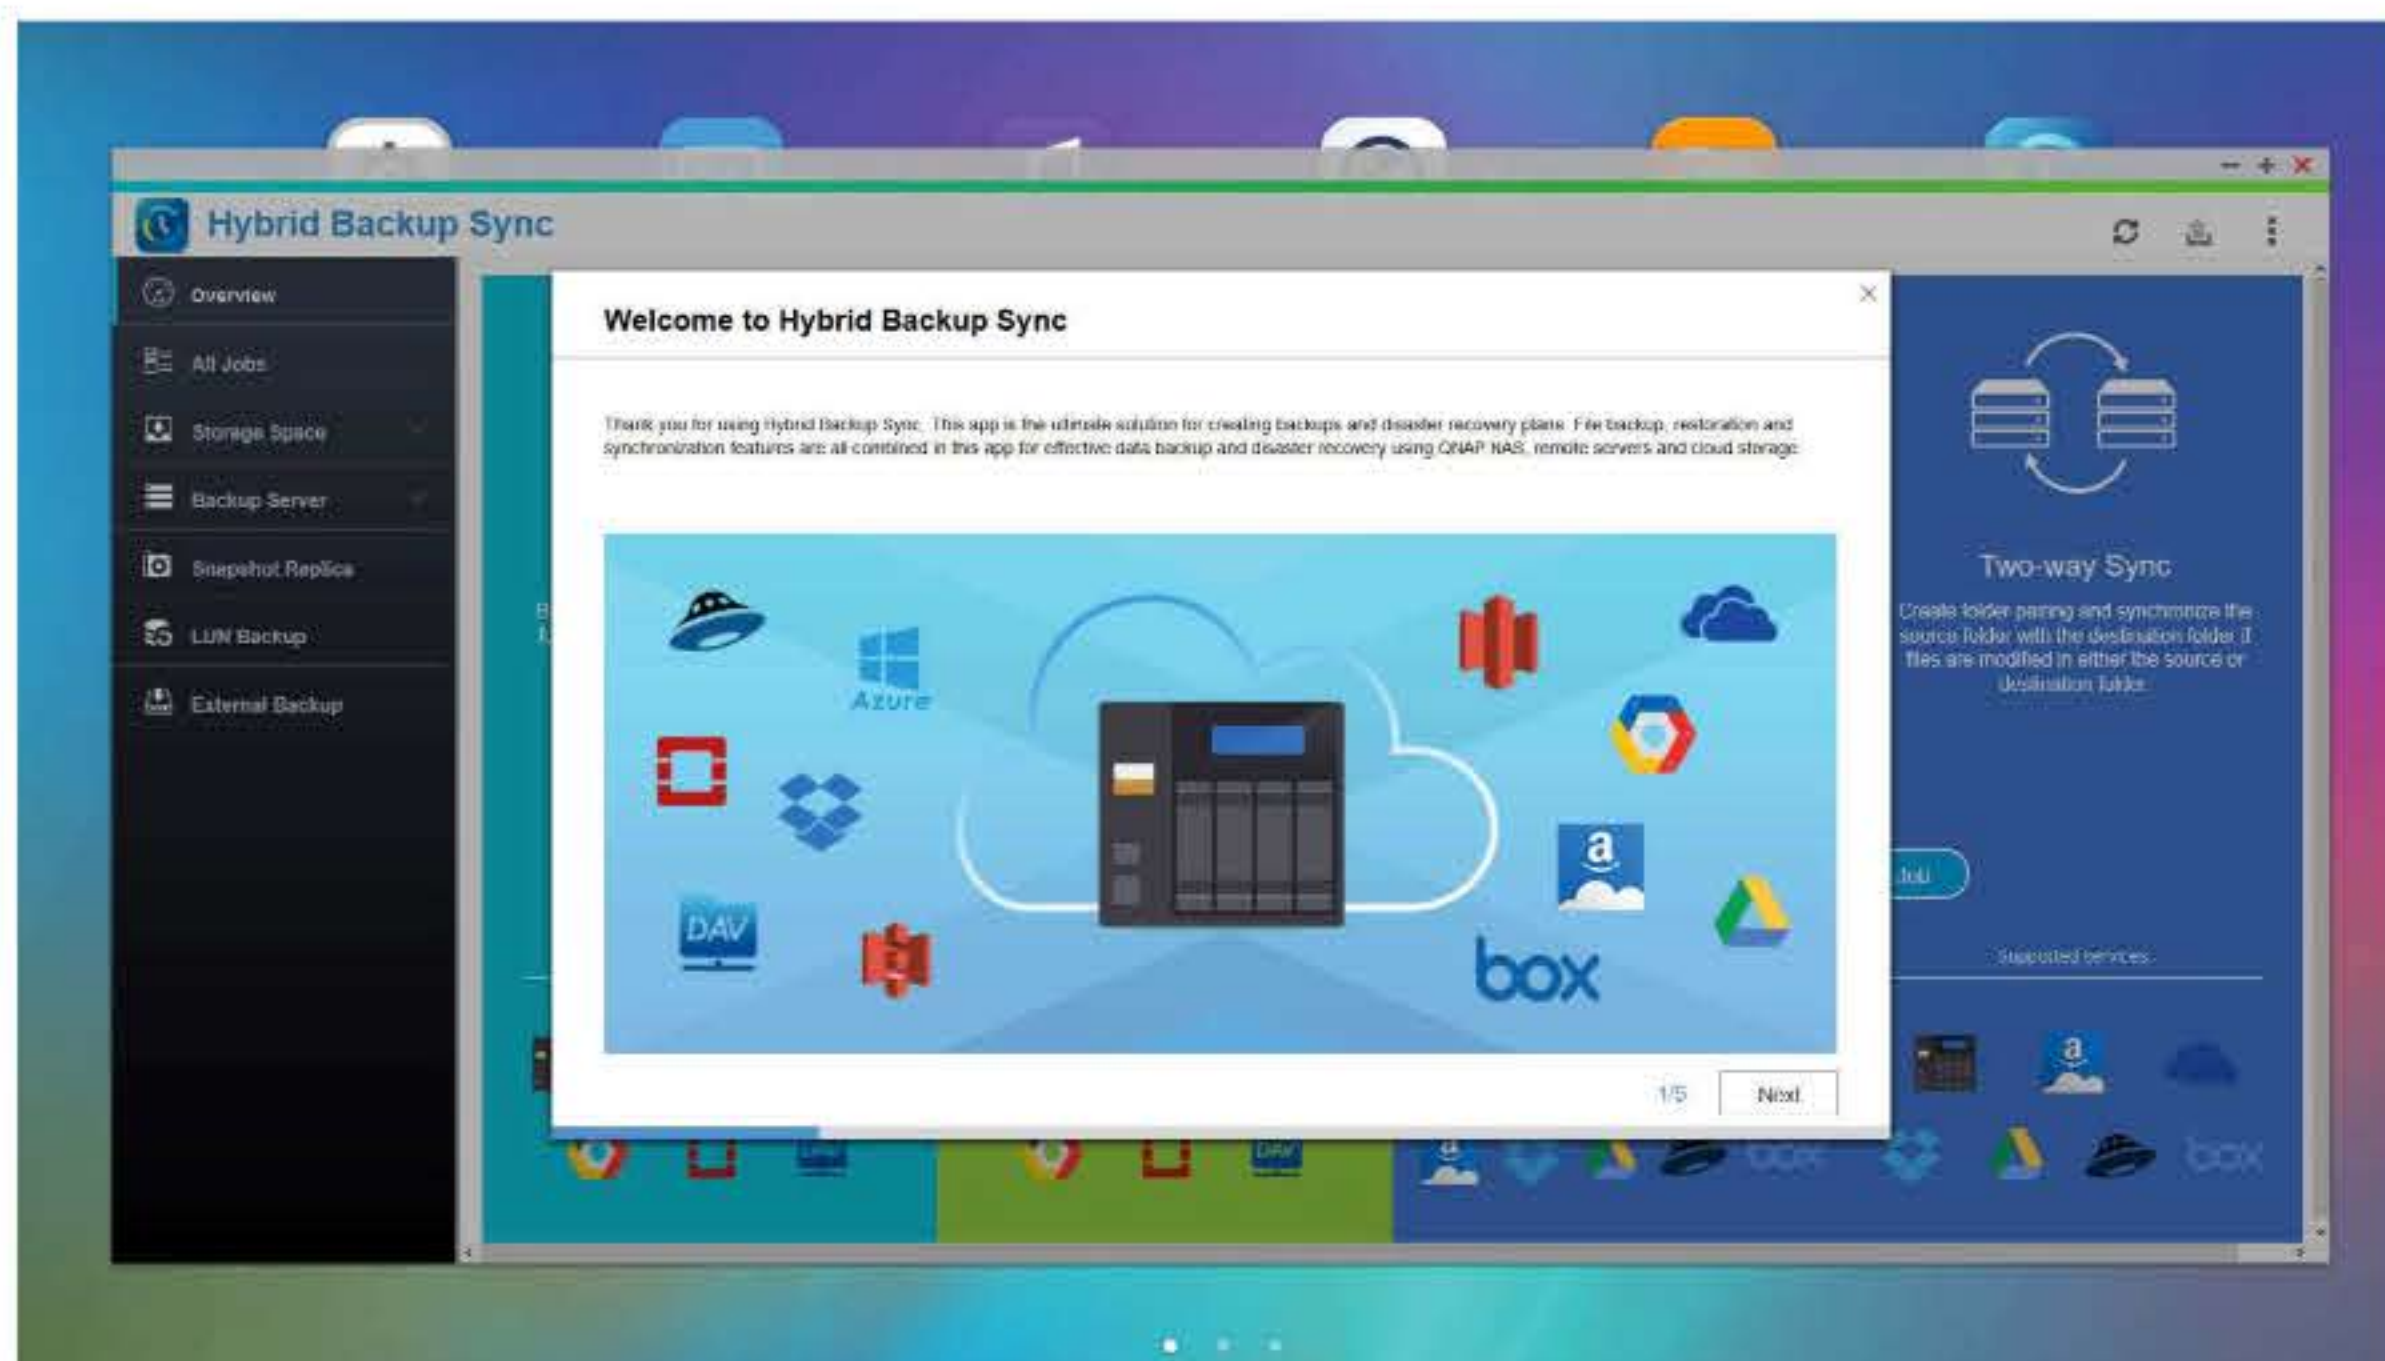 Hybrid Backup Sync
Overview
All Jobs
Storage Space
Backup Server
Snapshot Replica
LUN Backup
External Backup
Welcome to Hybrid Backup Sync
Thank you for using Hybrid Backup Sync. This app is the ultimate solution for creating backups and disaster recovery plans. File backup, restoration and
synchronization features are all combined in this app for effective data backup and disaster recovery using QNAP NAS, remote servers and cloud storage.
Azure
DAV
a
box
1/5
Next
Two-way Sync
Create folder pairing and synchronize the
source folder with the destination folder if
files are modified in either the source or
destination folder.
Job
Supported services
a
DAV
DAV
a
box
box